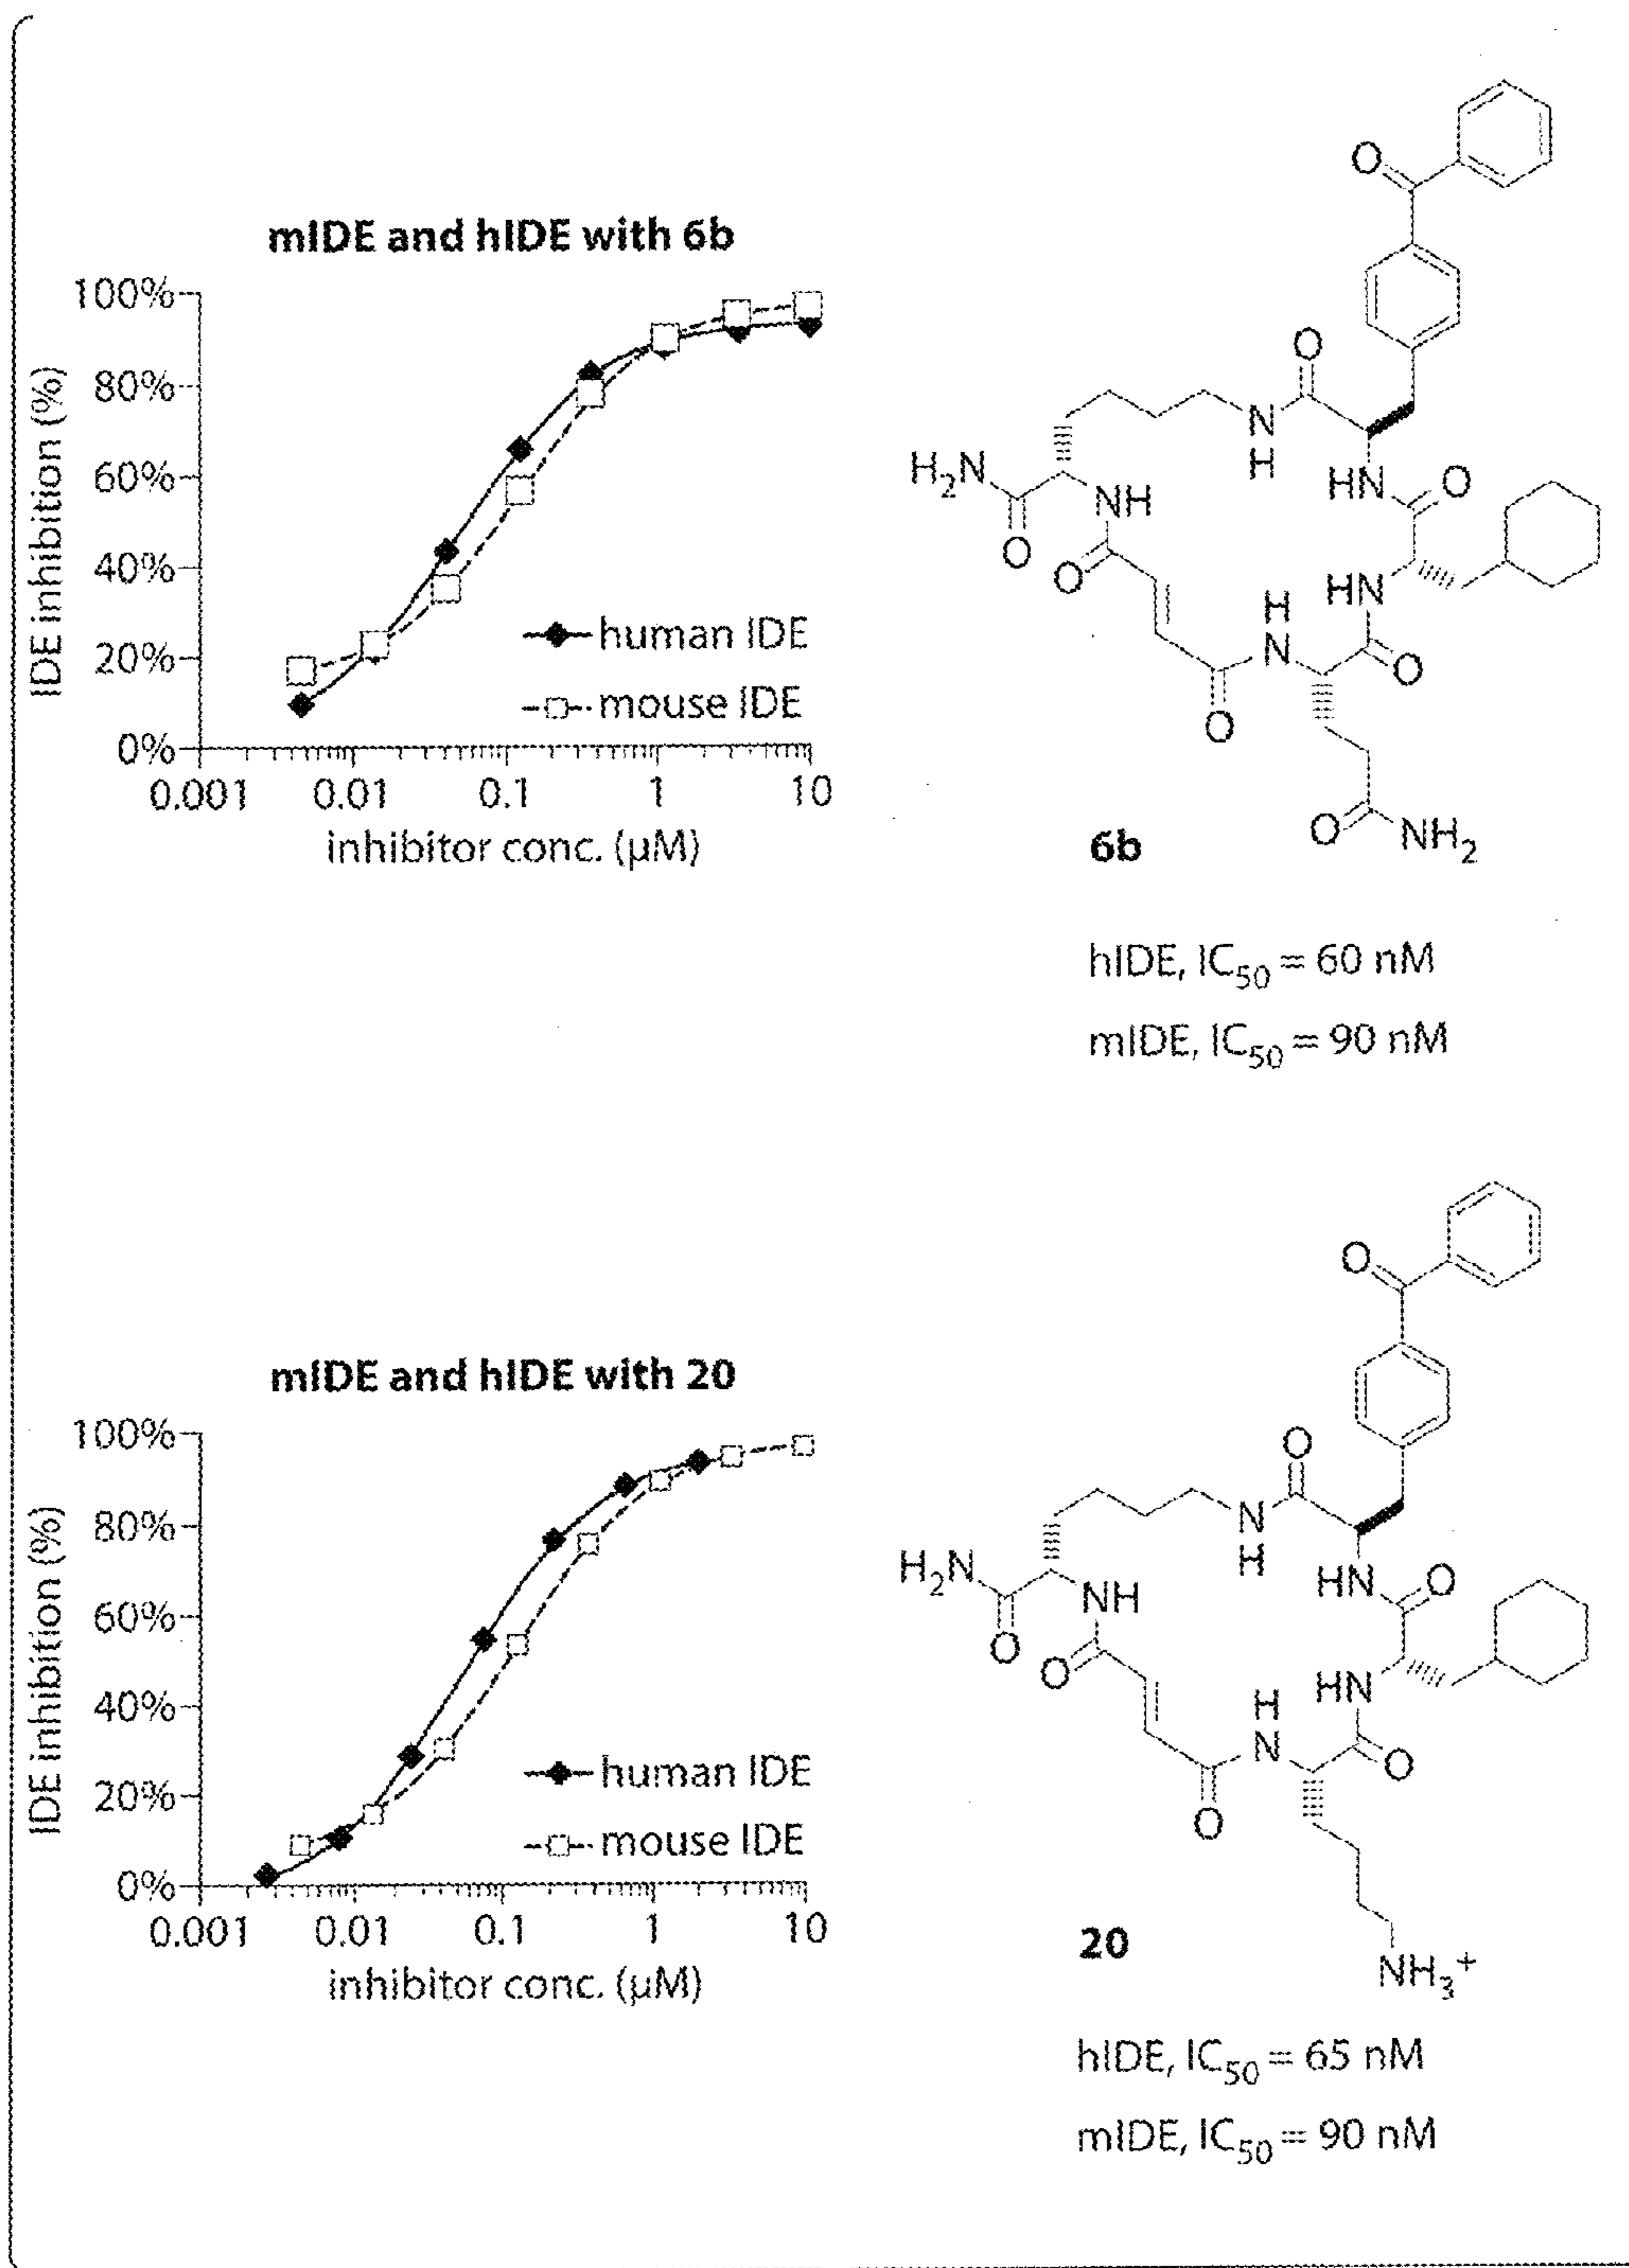 mIDE and hIDE with 6b
100%
80%
60%
40%
20%
0%
IDE inhibition (%)
human IDE
mouse IDE
0.001 0.01 0.1 1 10
inhibitor conc. (µM)
O
O
N
H
H₂N
O
NH
O
HN
O
HN
H
N
O
O
O
NH₂
6b
hIDE, IC₅₀ = 60 nM
mIDE, IC₅₀ = 90 nM
mIDE and hIDE with 20
100%
80%
60%
40%
20%
0%
IDE inhibition (%)
human IDE
mouse IDE
0.001 0.01 0.1 1 10
inhibitor conc. (µM)
O
O
N
H
H₂N
O
NH
O
HN
O
HN
H
N
O
O
NH₃⁺
20
hIDE, IC₅₀ = 65 nM
mIDE, IC₅₀ = 90 nM